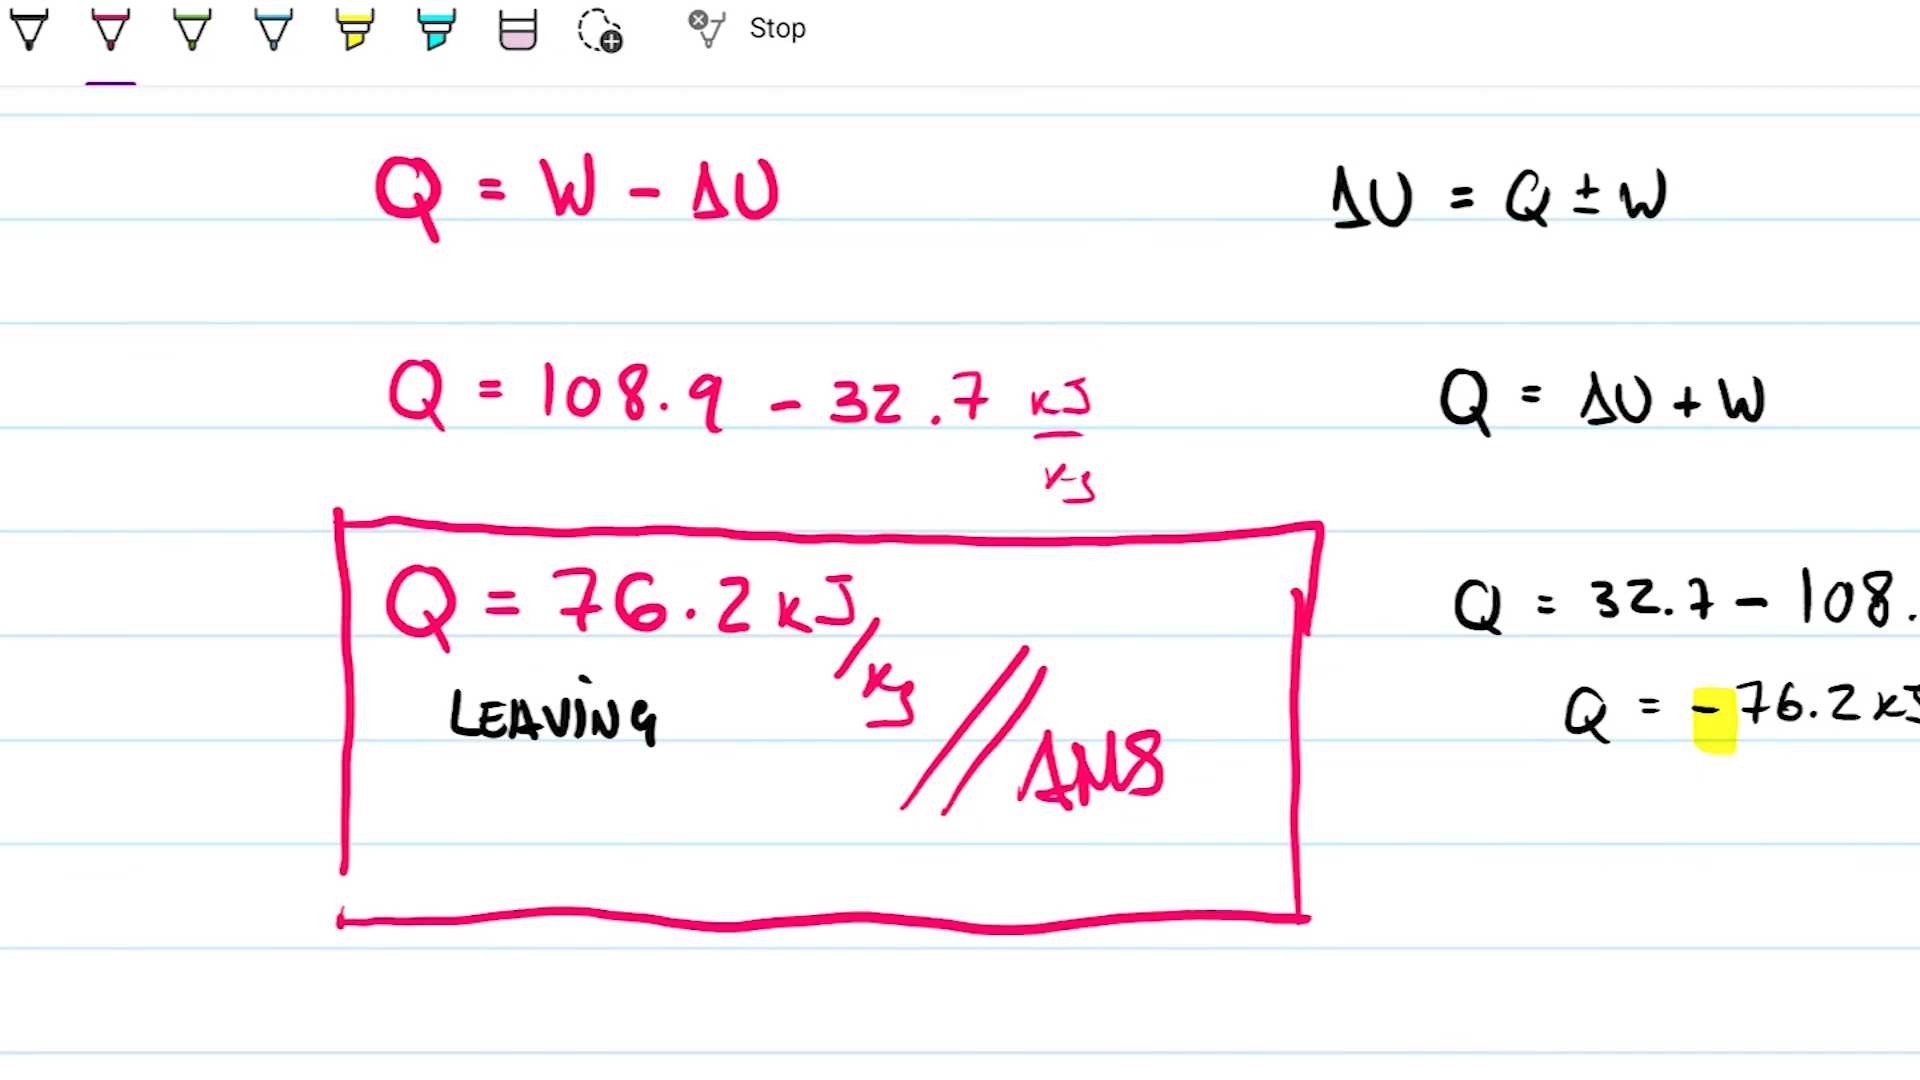 Stop
Q = W - ΔU
Q = 108.9 - 32.7 kJ/kg
Q = 76.2 kJ/kg
LEAVING
// ANS
ΔU = Q ± W
Q = ΔU + W
Q = 32.7 - 108.
Q = -76.2 kJ